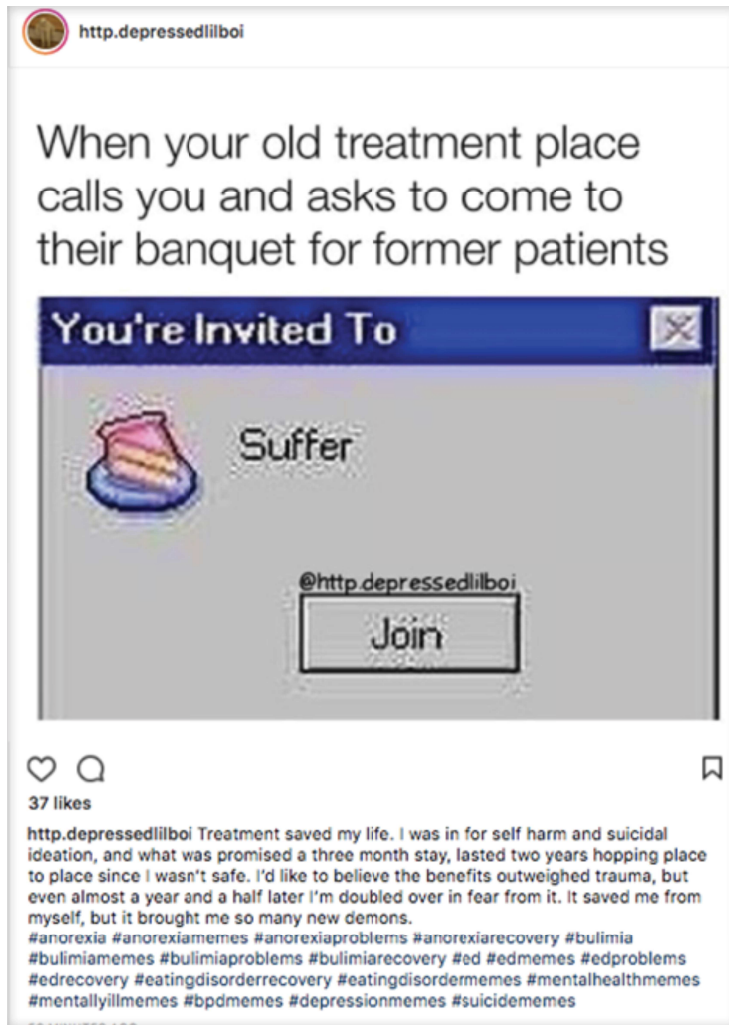 http.depressedlilboi
When your old treatment place
calls you and asks to come to
their banquet for former patients
You're Invited To
Suffer
@http.depressedlilboi
Join
37 likes
http.depressedlilboi Treatment saved my life. I was in for self harm and suicidal
ideation, and what was promised a three month stay, lasted two years hopping place
to place since I wasn't safe. I'd like to believe the benefits outweighed trauma, but
even almost a year and a half later I'm doubled over in fear from it. It saved me from
myself, but it brought me so many new demons.
#anorexia #anorexiamemes #anorexiaproblems #anorexiarecovery #bulimia
#bulimiamemes #bulimiaproblems #bulimiarecovery #ed #edmemes #edproblems
#edrecovery #eatingdisorderrecovery #eatingdisordermemes #mentalhealthmemes
#mentallyillmemes #bpdmemes #depressionmemes #suicidememes